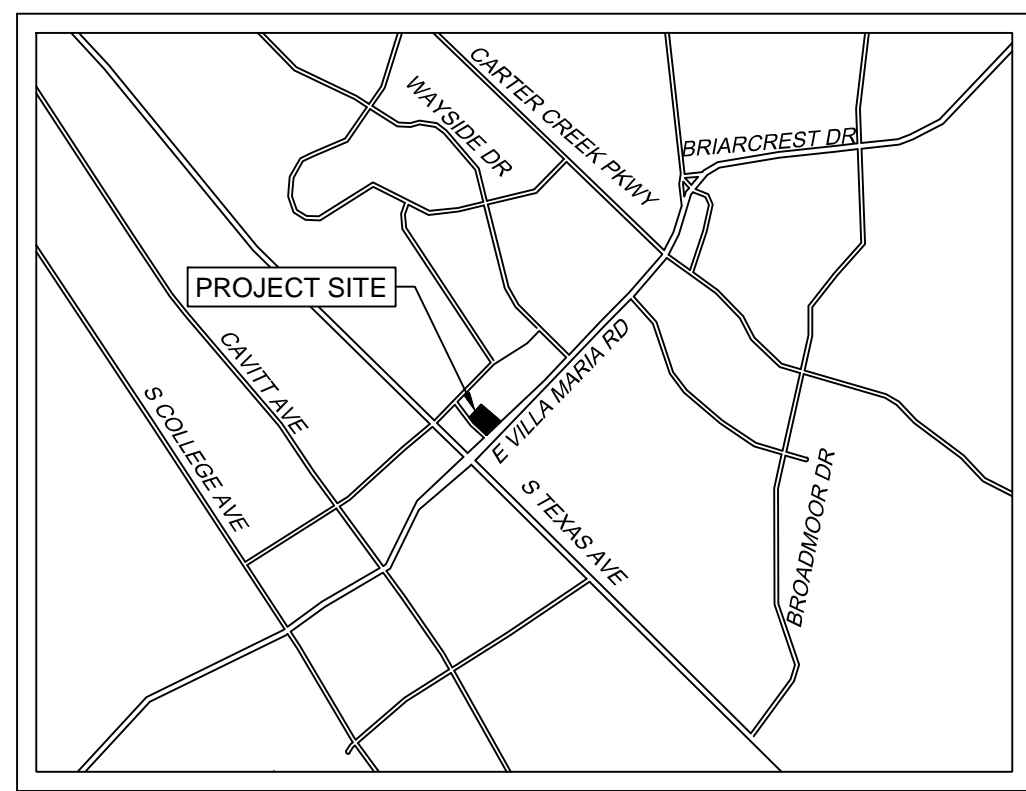 CARTER CREEK PKWY
WAYSIDE DR
BRIARCREST DR
PROJECT SITE
CAVITT AVE
S COLLEGE AVE
E VILLA MARIA RD
S TEXAS AVE
BROADMOOR DR